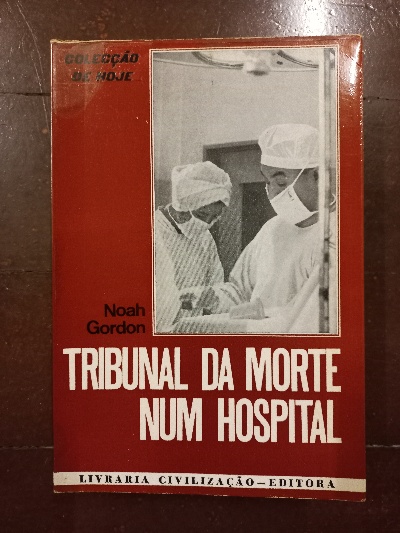 COLECÇÃO
DE HOJE
Noah
Gordon
TRIBUNAL DA MORTE
NUM HOSPITAL
LIVRARIA CIVILIZAÇÃO—EDITORA